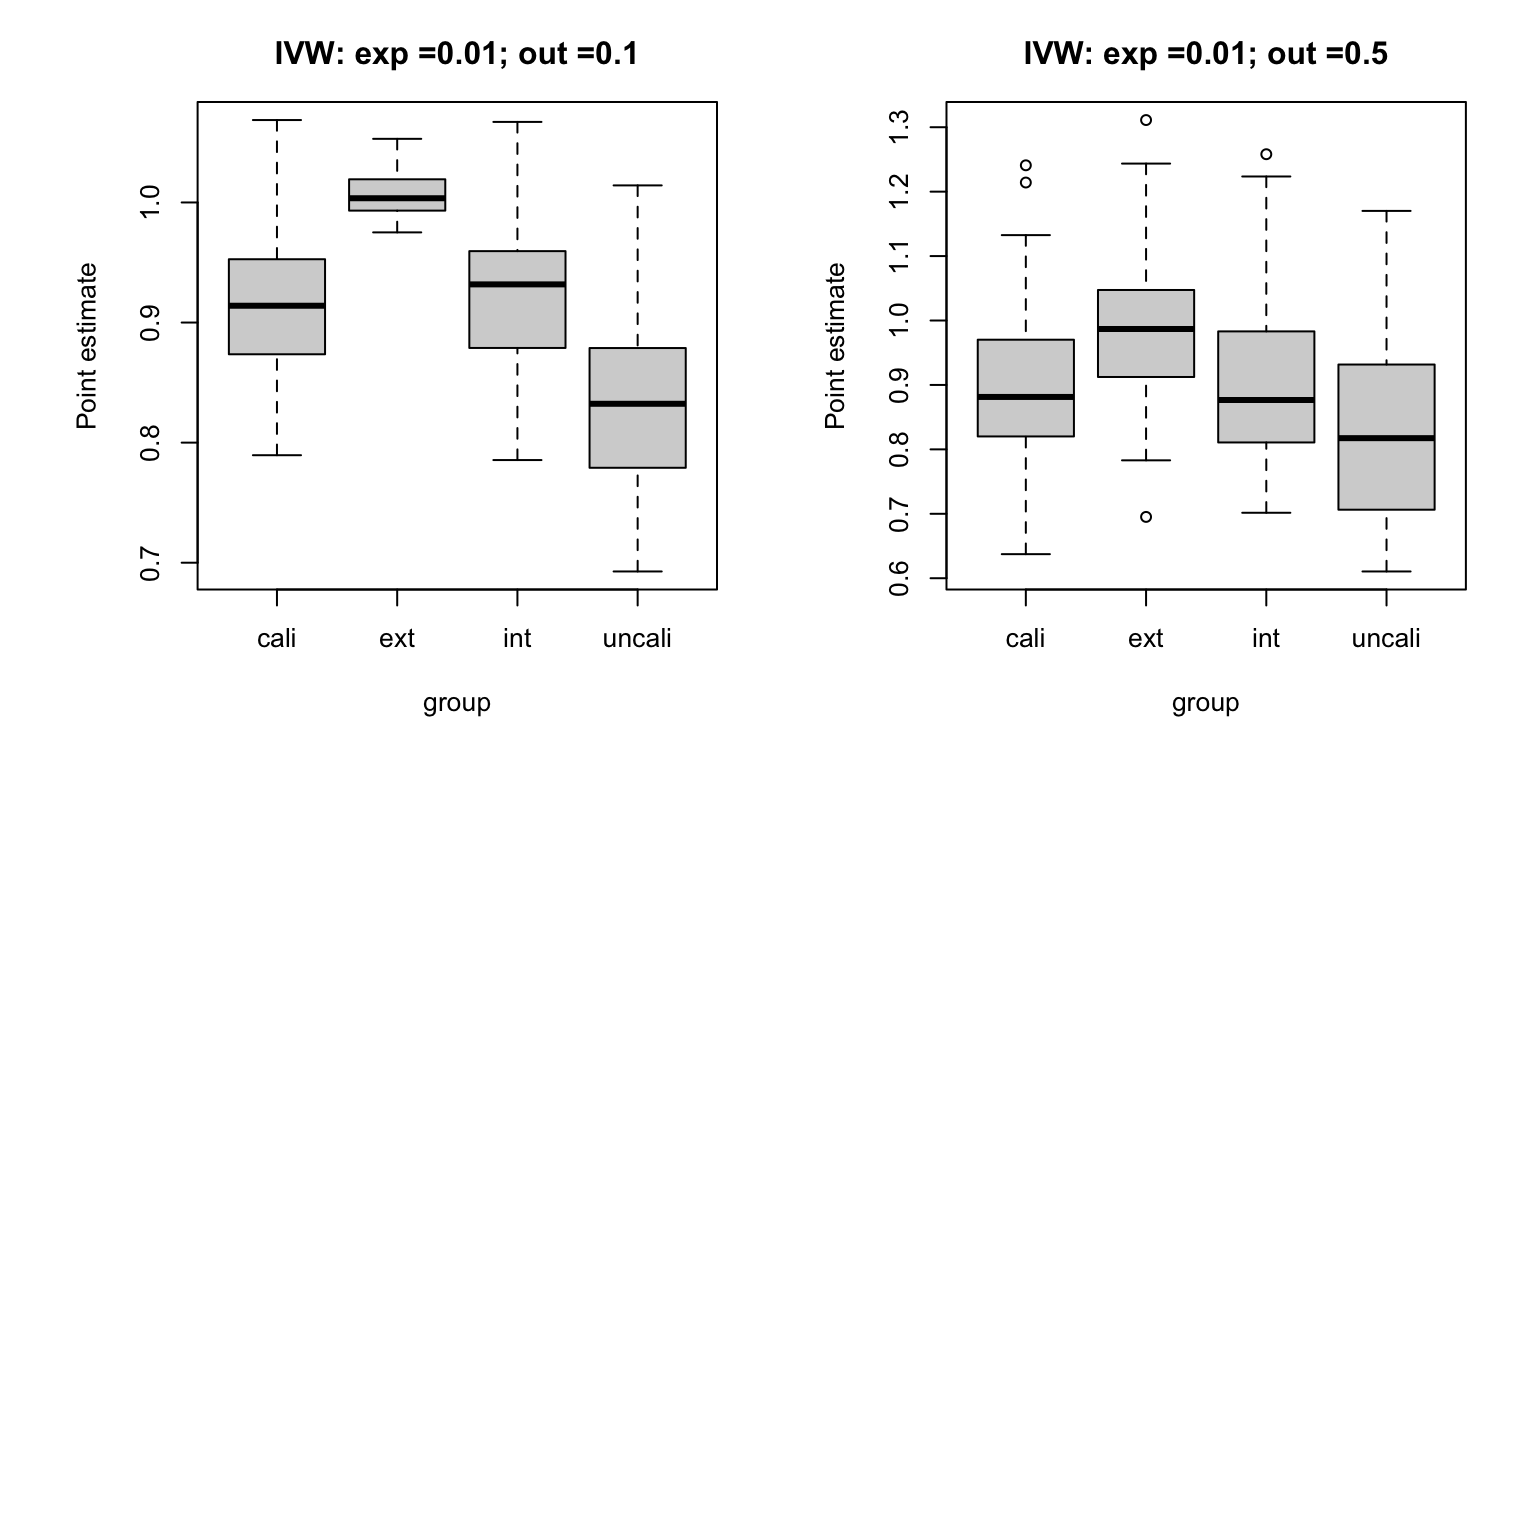 IVW: exp =0.01; out =0.1
Point estimate
1.0
0.9
0.8
0.7
cali ext int uncali
group
IVW: exp =0.01; out =0.5
Point estimate
1.3
1.2
1.1
1.0
0.9
0.8
0.7
0.6
cali ext int uncali
group